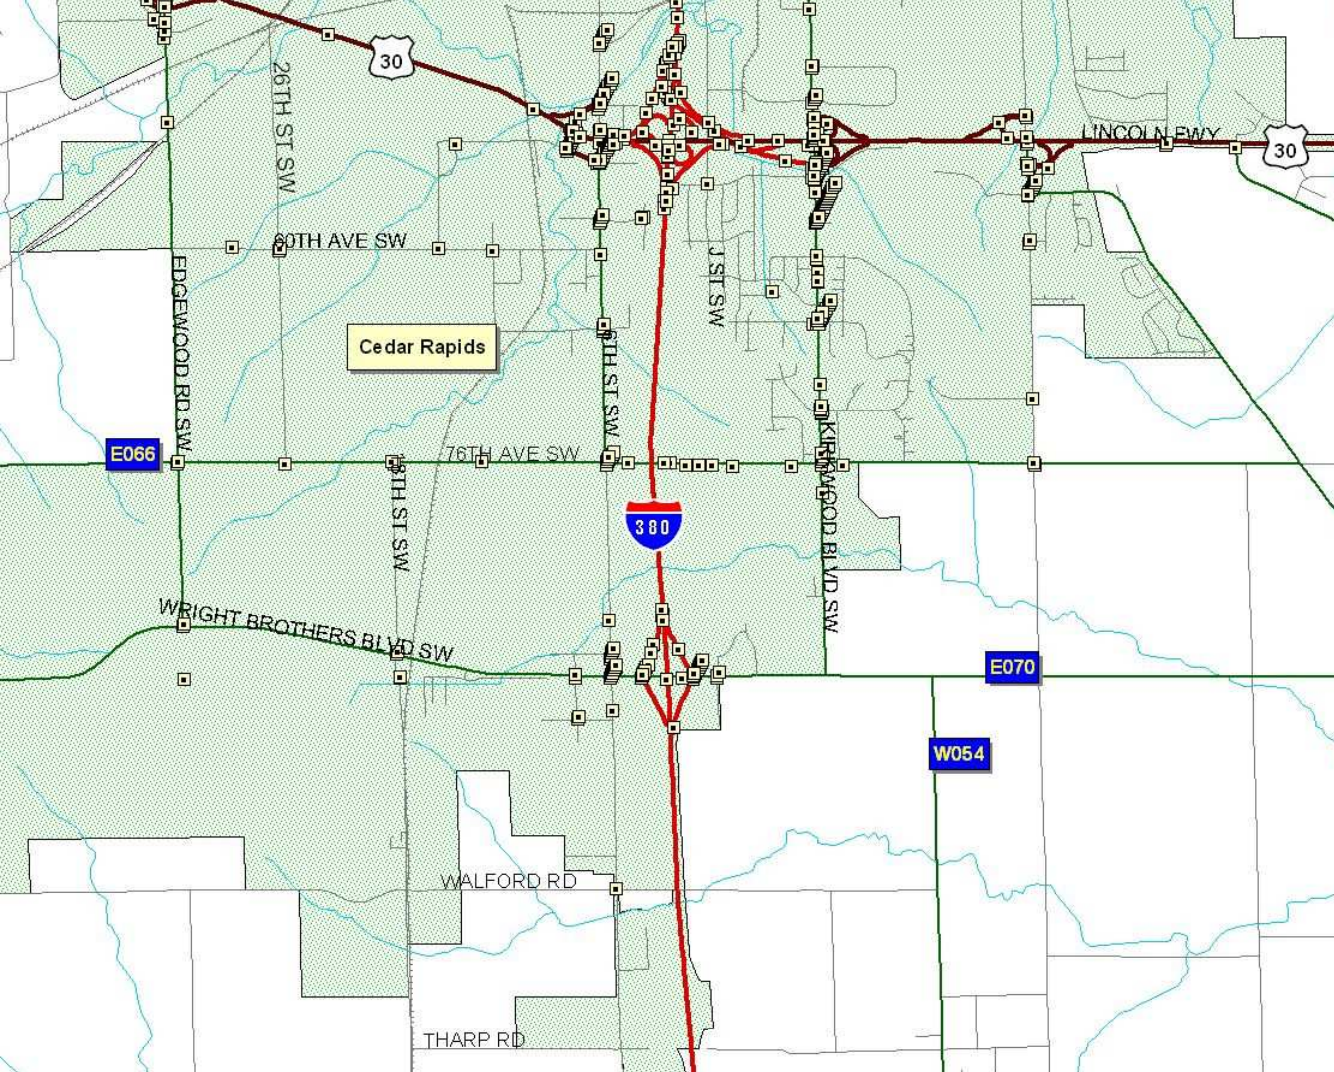 30
26TH ST SW
LINCOLN FWY
30
60TH AVE SW
EDGEWOOD RD SW
J ST SW
Cedar Rapids
6TH ST SW
E066
76TH AVE SW
18TH ST SW
KIRKWOOD BLVD SW
380
WRIGHT BROTHERS BLVD SW
E070
W054
WALFORD RD
THARP RD